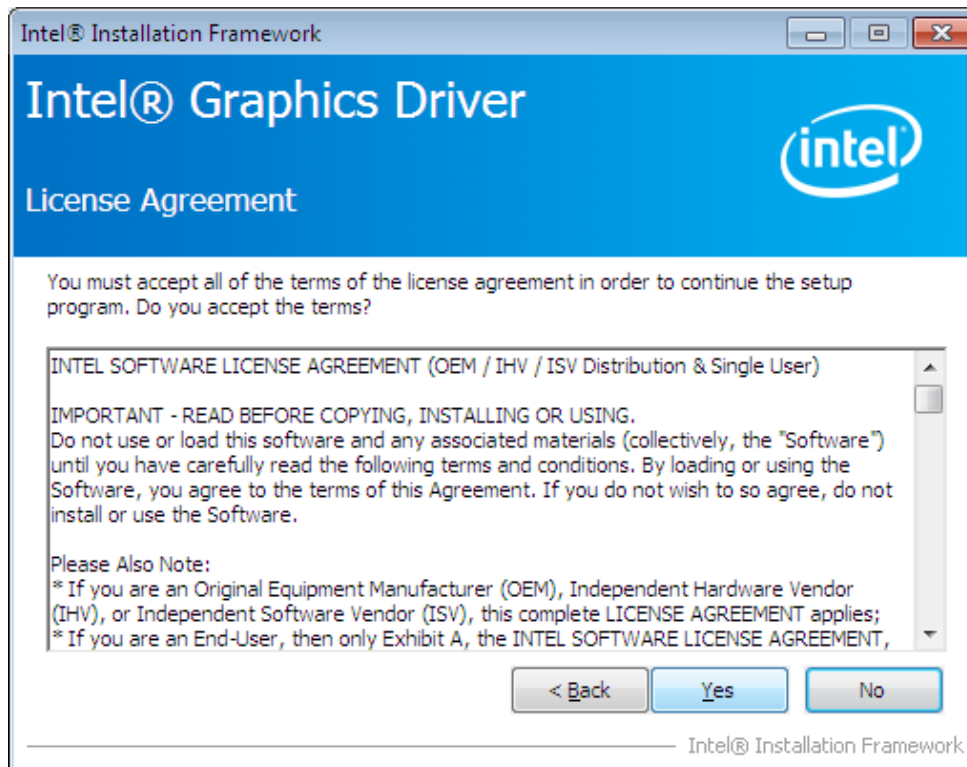 Intel® Installation Framework
Intel® Graphics Driver
intel®
License Agreement
You must accept all of the terms of the license agreement in order to continue the setup
program. Do you accept the terms?
INTEL SOFTWARE LICENSE AGREEMENT (OEM / IHV / ISV Distribution & Single User)
IMPORTANT - READ BEFORE COPYING, INSTALLING OR USING.
Do not use or load this software and any associated materials (collectively, the "Software")
until you have carefully read the following terms and conditions. By loading or using the
Software, you agree to the terms of this Agreement. If you do not wish to so agree, do not
install or use the Software.
Please Also Note:
* If you are an Original Equipment Manufacturer (OEM), Independent Hardware Vendor
(IHV), or Independent Software Vendor (ISV), this complete LICENSE AGREEMENT applies;
* If you are an End-User, then only Exhibit A, the INTEL SOFTWARE LICENSE AGREEMENT,
< Back Yes No
Intel® Installation Framework